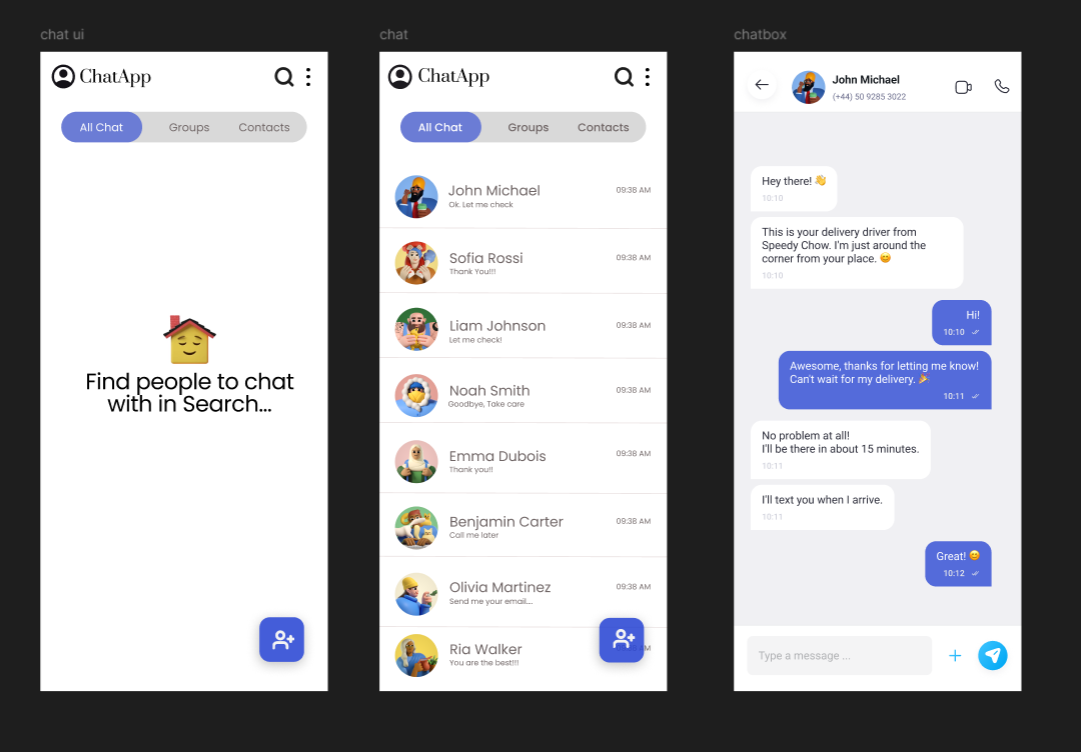 chat ui
ChatApp
All Chat Groups Contacts
Find people to chat
with in Search...
chat
ChatApp
All Chat Groups Contacts
John Michael 09:38 AM
Ok. Let me check
Sofia Rossi 09:38 AM
Thank You!!!
Liam Johnson 09:38 AM
Let me check!
Noah Smith 09:38 AM
Goodbye, Take care
Emma Dubois 09:38 AM
Thank you!!
Benjamin Carter 09:38 AM
Call me later
Olivia Martinez 09:38 AM
Send me your email....
Ria Walker
You are the best!!!
chatbox
John Michael
(+44) 50 9285 3022
Hey there! 👋
10:10
This is your delivery driver from
Speedy Chow. I'm just around the
corner from your place. 😊
10:10
Hi!
10:10
Awesome, thanks for letting me know!
Can't wait for my delivery. 🎉
10:11
No problem at all!
I'll be there in about 15 minutes.
10:11
I'll text you when I arrive.
10:11
Great! 😊
10:12
Type a message ...